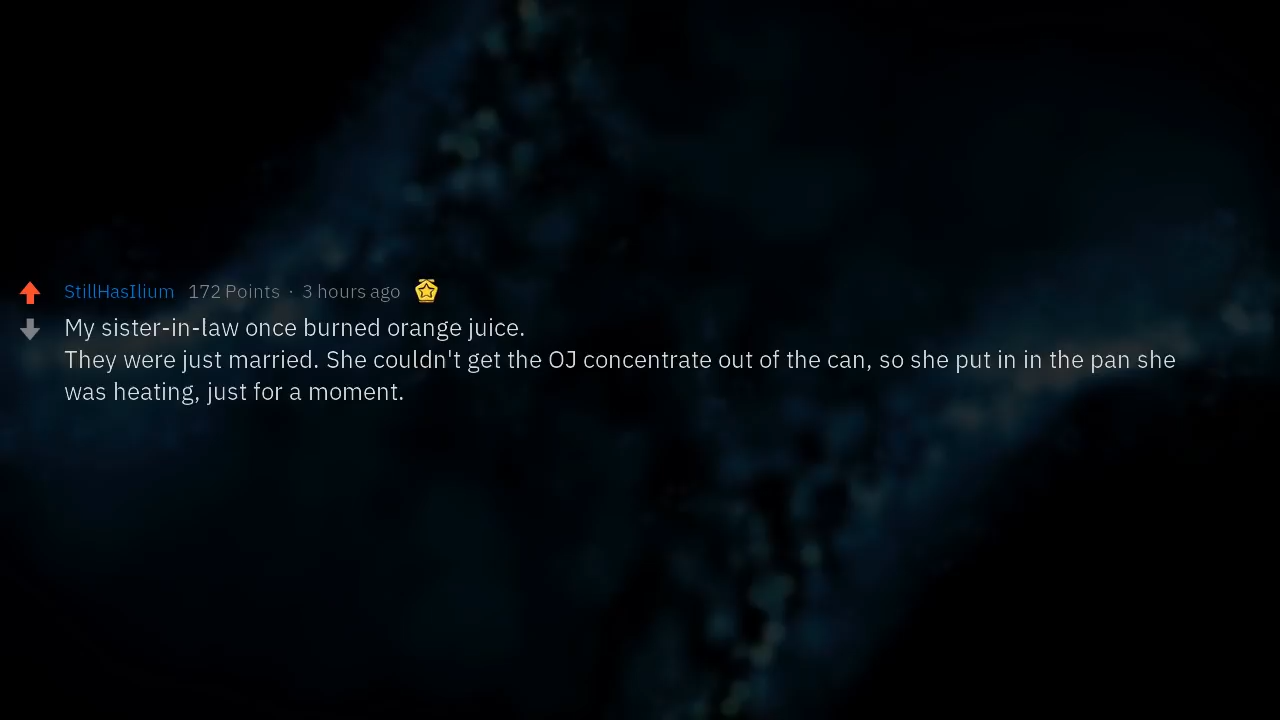 StillHasIlium 172 Points · 3 hours ago
My sister-in-law once burned orange juice.
They were just married. She couldn't get the OJ concentrate out of the can, so she put in in the pan she
was heating, just for a moment.